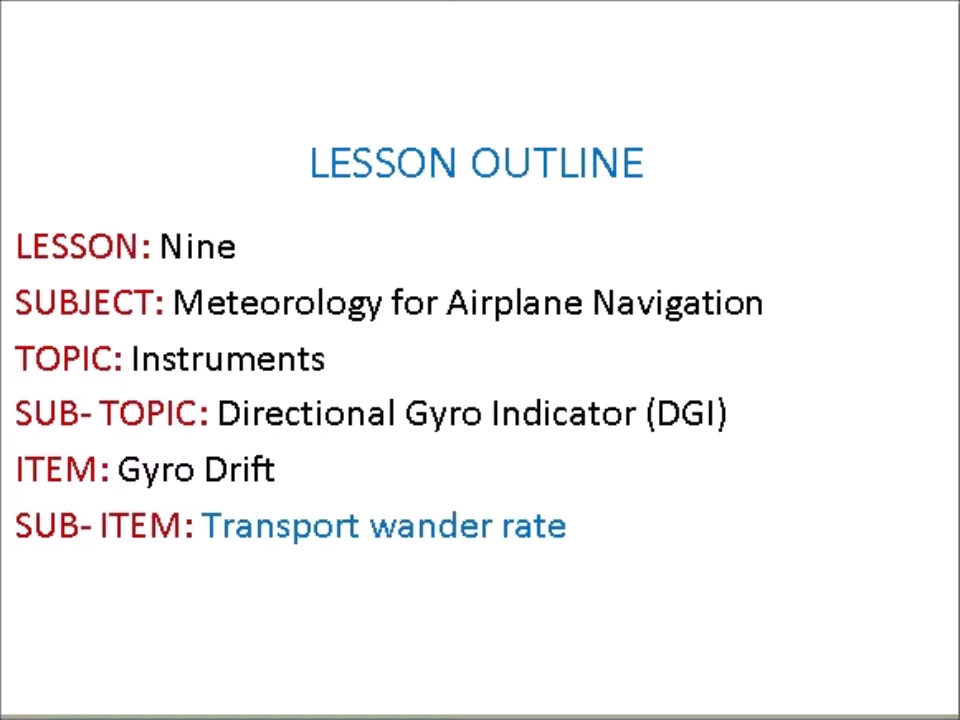 LESSON OUTLINE
LESSON: Nine
SUBJECT: Meteorology for Airplane Navigation
TOPIC: Instruments
SUB- TOPIC: Directional Gyro Indicator (DGI)
ITEM: Gyro Drift
SUB- ITEM: Transport wander rate